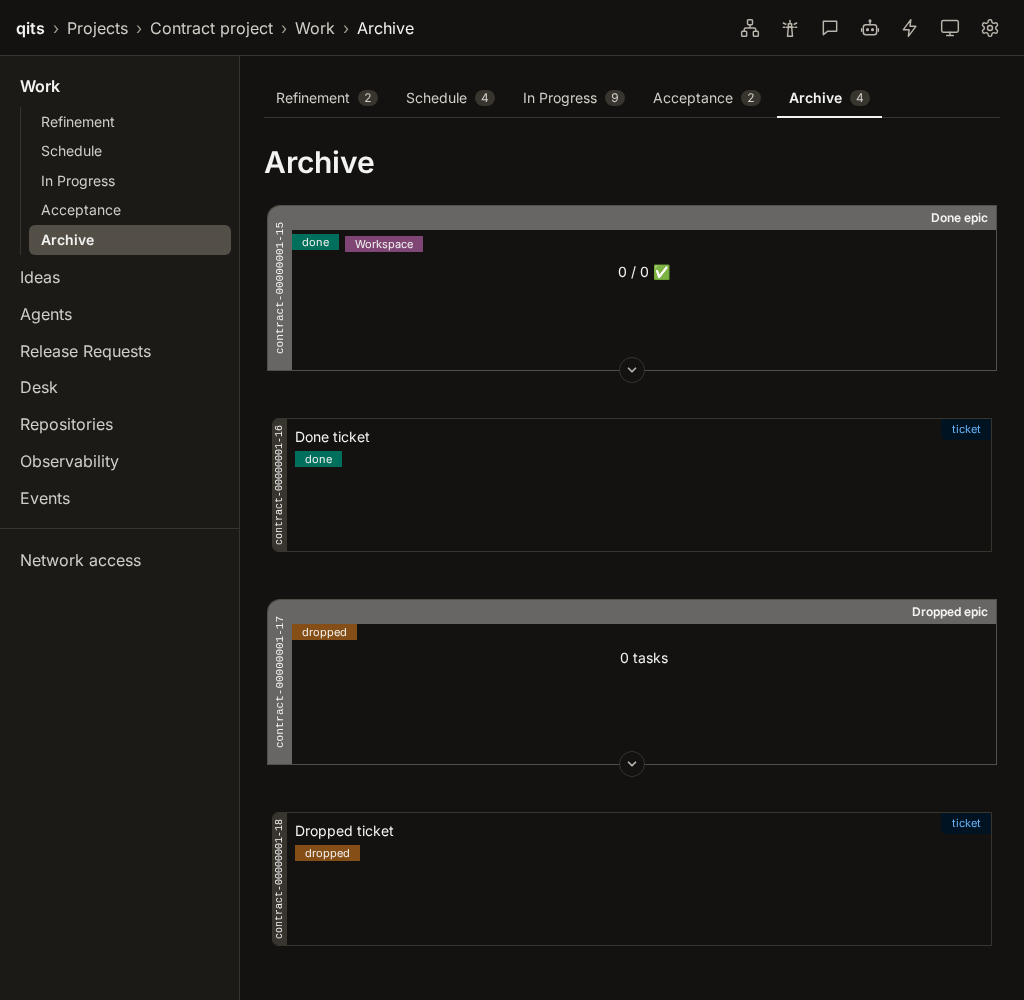 qits › Projects › Contract project › Work › Archive
Work
Refinement
Schedule
In Progress
Acceptance
Archive
Ideas
Agents
Release Requests
Desk
Repositories
Observability
Events
Network access
Refinement 2
Schedule 4
In Progress 9
Acceptance 2
Archive 4
Archive
contract-00000001-15
Done epic
done
Workspace
0 / 0 ✅
contract-00000001-16
Done ticket
ticket
done
contract-00000001-17
Dropped epic
dropped
0 tasks
contract-00000001-18
Dropped ticket
ticket
dropped